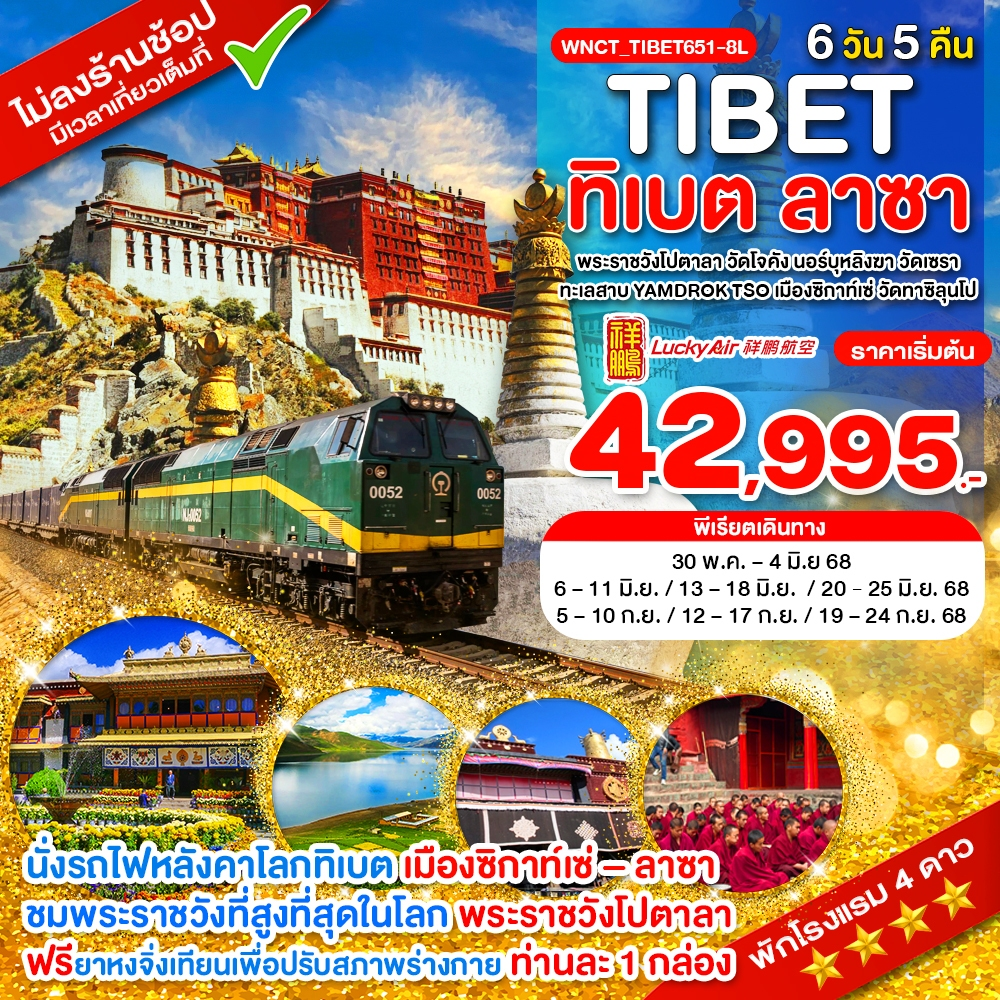 ไม่ลงร้านช้อป
มีเวลาเที่ยวเต็มที่
WNCT_TIBET651-8L
6 วัน 5 คืน
TIBET
ทิเบต ลาซา
พระราชวังโปตาลา วัดโจคัง นอร์บุหลิงฆา วัดเซรา
ทะเลสาบ YAMDROK TSO เมืองซิกาท์เซ่ วัดทาชิลุนโป
祥鹏
Lucky Air 祥鹏航空
ราคาเริ่มต้น
42,995.-
พีเรียตเดินทาง
30 พ.ค. – 4 มิ.ย 68
6 – 11 มิ.ย. / 13 – 18 มิ.ย. / 20 - 25 มิ.ย. 68
5 – 10 ก.ย. / 12 – 17 ก.ย. / 19 – 24 ก.ย. 68
0052 0052
NJ20052
นั่งรถไฟหลังคาโลกทิเบต เมืองซิกาท์เซ่ – ลาซา
ชมพระราชวังที่สูงที่สุดในโลก พระราชวังโปตาลา
ฟรียาหงจิ่งเทียนเพื่อปรับสภาพร่างกาย ท่านละ 1 กล่อง
พักโรงแรม 4 ดาว